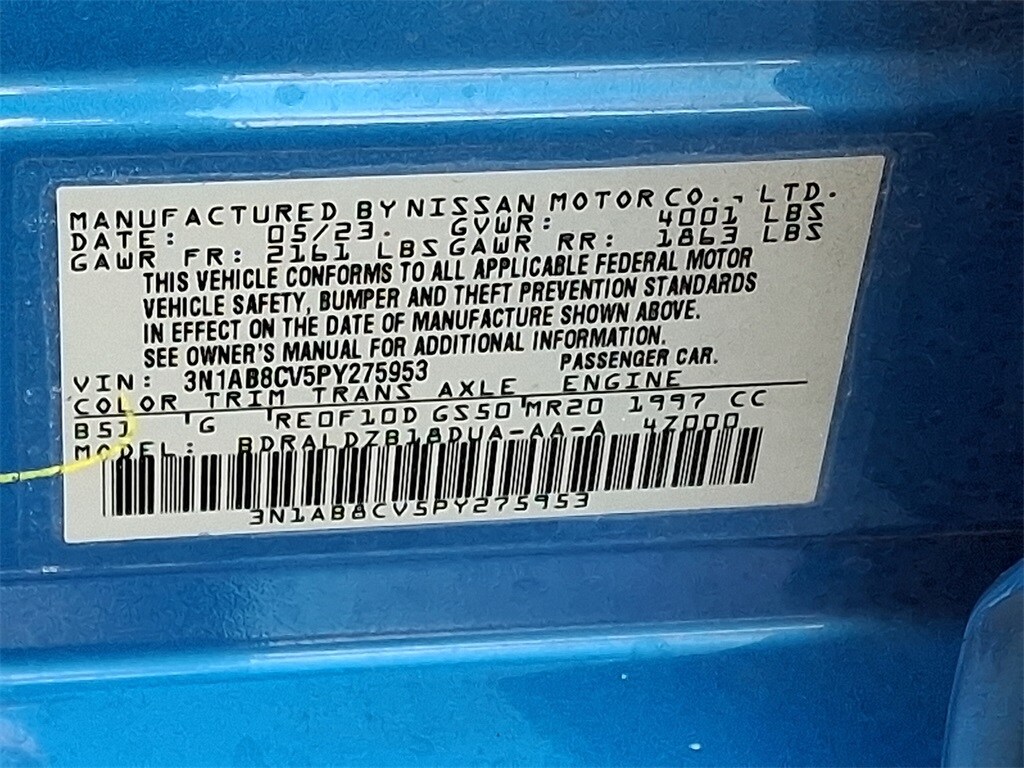 MANUFACTURED BY NISSAN MOTOR CO., LTD.
DATE: 05/23. GVWR: 4001 LBS
GAWR FR: 2161 LBS GAWR RR: 1863 LBS
THIS VEHICLE CONFORMS TO ALL APPLICABLE FEDERAL MOTOR
VEHICLE SAFETY, BUMPER AND THEFT PREVENTION STANDARDS
IN EFFECT ON THE DATE OF MANUFACTURE SHOWN ABOVE.
SEE OWNER'S MANUAL FOR ADDITIONAL INFORMATION.
VIN: 3N1AB8CV5PY275953 PASSENGER CAR.
COLOR TRIM TRANS AXLE ENGINE
B51 G RE0F10D GS50 MR20 1997 CC
MODEL: BDRALDZB18DUA-AA-A 4Z000
3N1AB8CV5PY275953